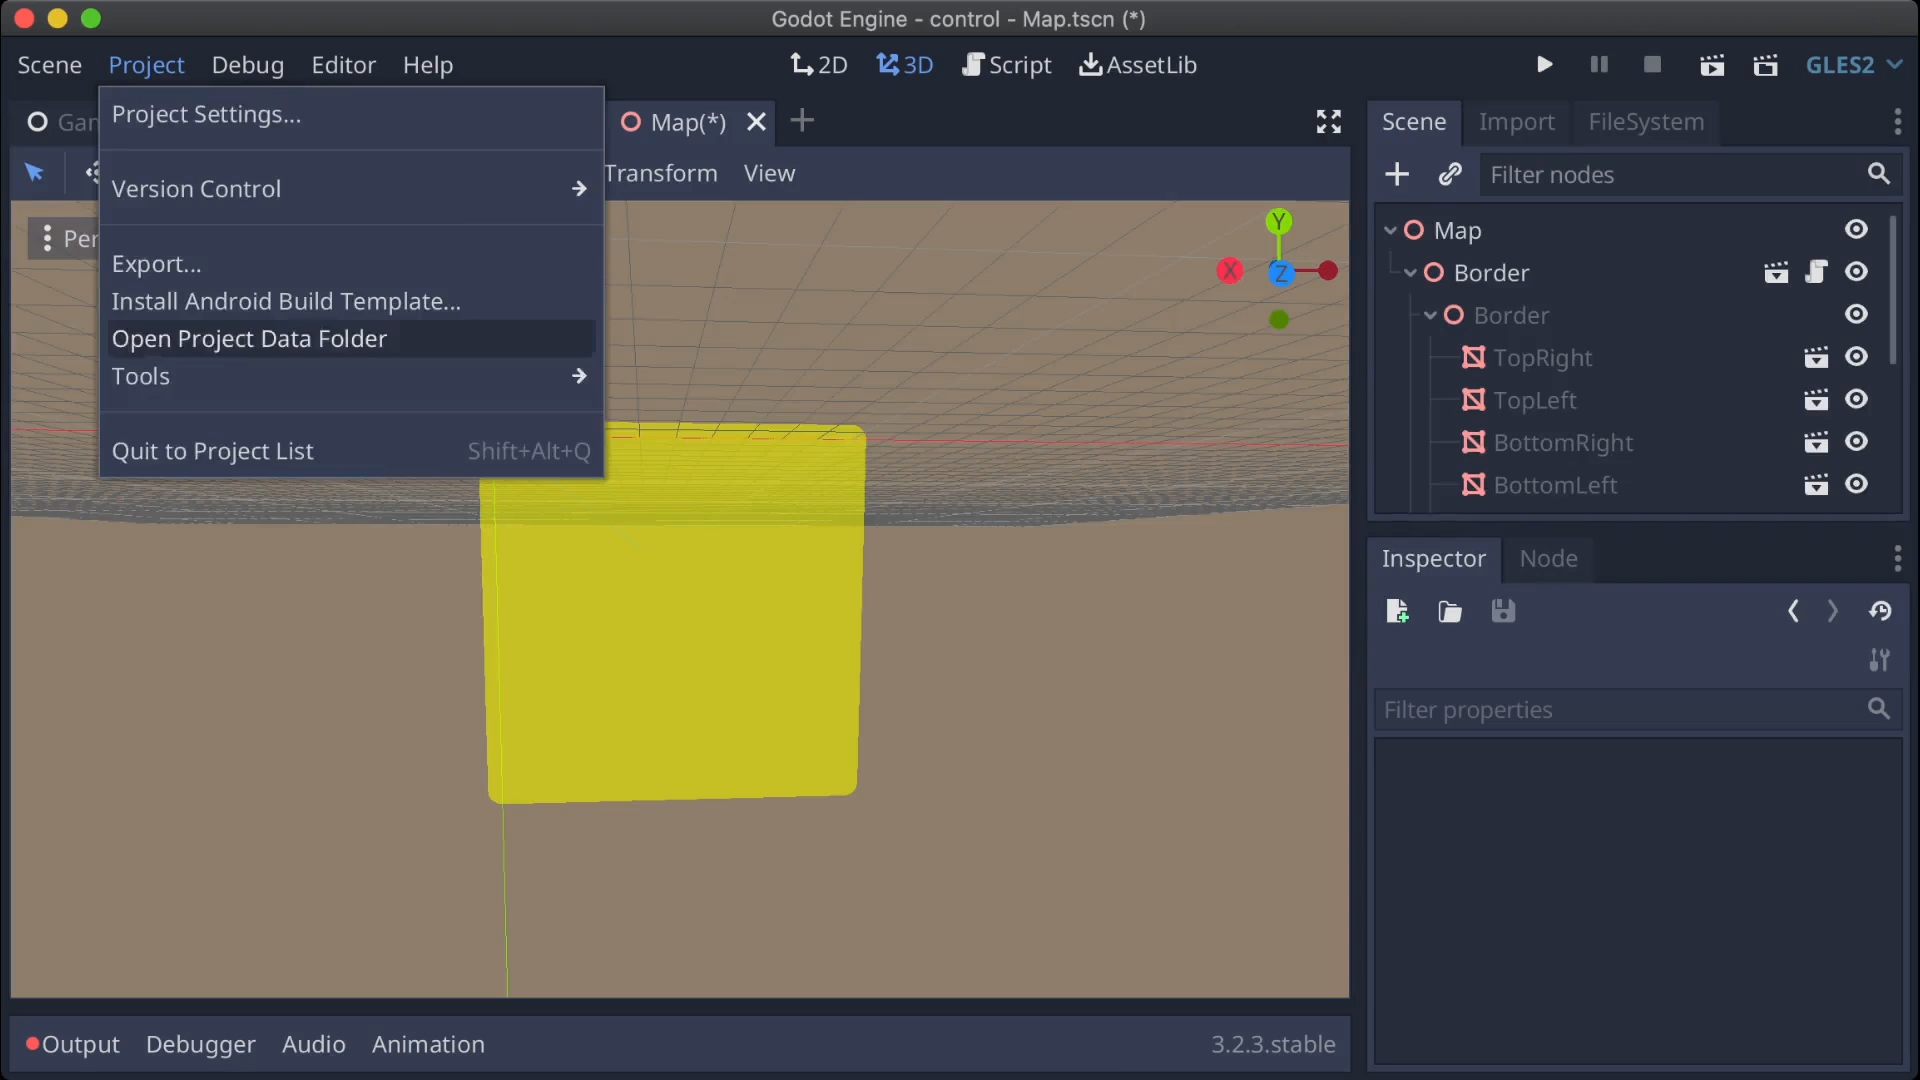 Godot Engine - control - Map.tscn (*)
Scene Project Debug Editor Help
2D 3D Script AssetLib
GLES2
Gam
Map(*)
Project Settings...
Version Control
Export...
Install Android Build Template...
Open Project Data Folder
Tools
Quit to Project List Shift+Alt+Q
Transform View
Per
Y
X
Z
Scene Import FileSystem
Filter nodes
Map
Border
Border
TopRight
TopLeft
BottomRight
BottomLeft
Inspector Node
Filter properties
Output Debugger Audio Animation
3.2.3.stable